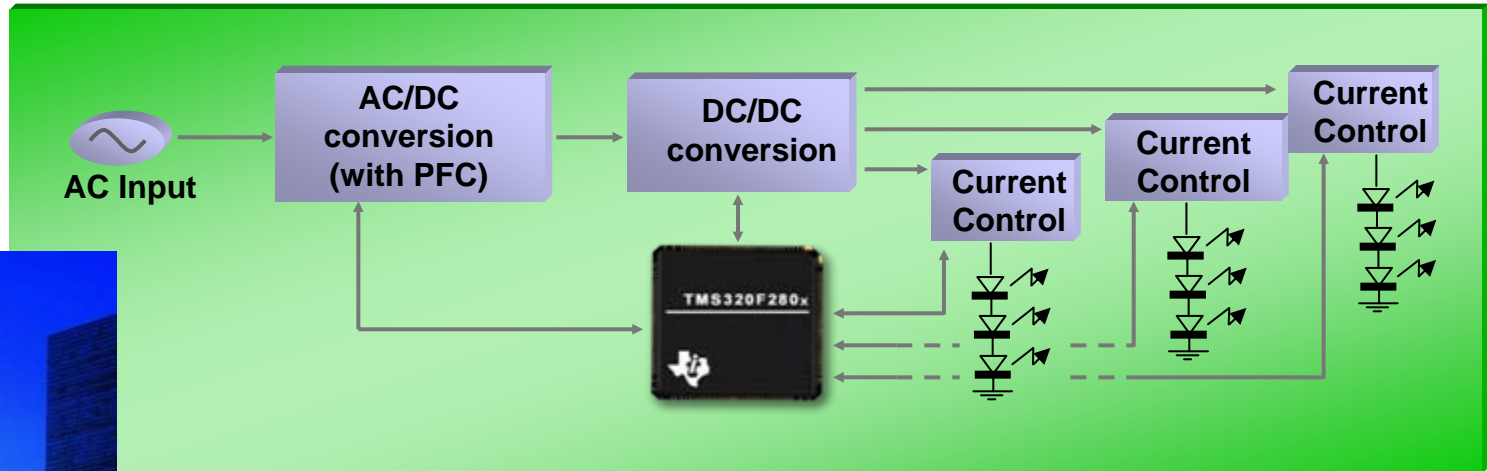 AC Input
AC/DC
conversion
(with PFC)
DC/DC
conversion
Current
Control
Current
Control
Current
Control
TMS320F280x